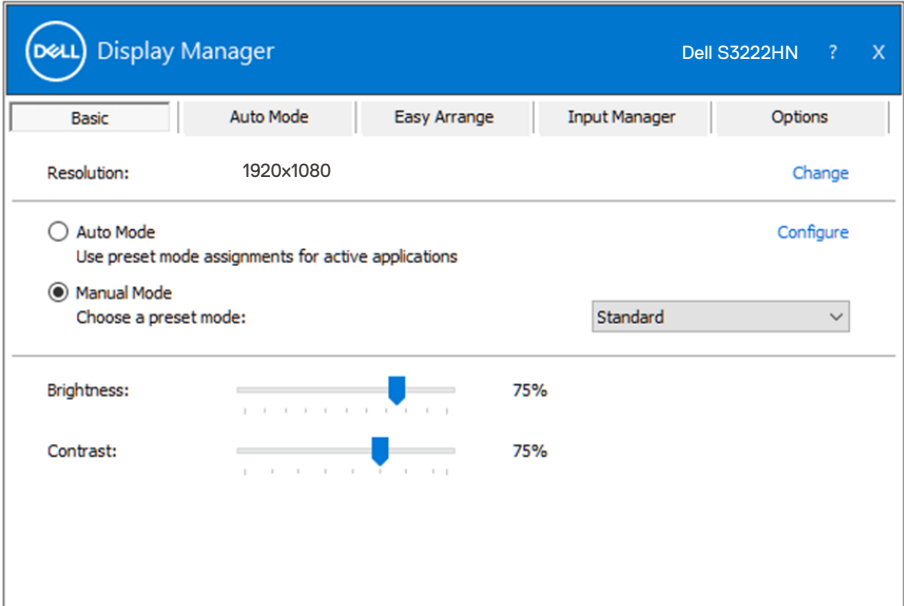 DELL Display Manager Dell S3222HN ? X
Basic Auto Mode Easy Arrange Input Manager Options
Resolution: 1920x1080 Change
Auto Mode Configure
Use preset mode assignments for active applications
Manual Mode
Choose a preset mode: Standard
Brightness: 75%
Contrast: 75%